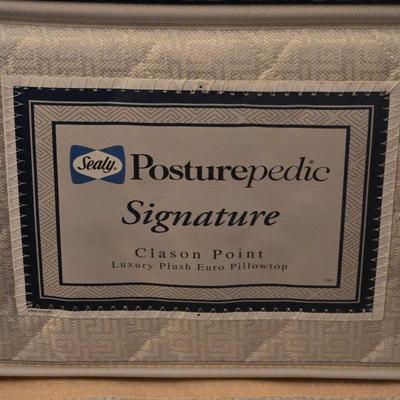 Sealy Posturepedic
Signature
Clason Point
Luxury Plush Euro Pillowtop